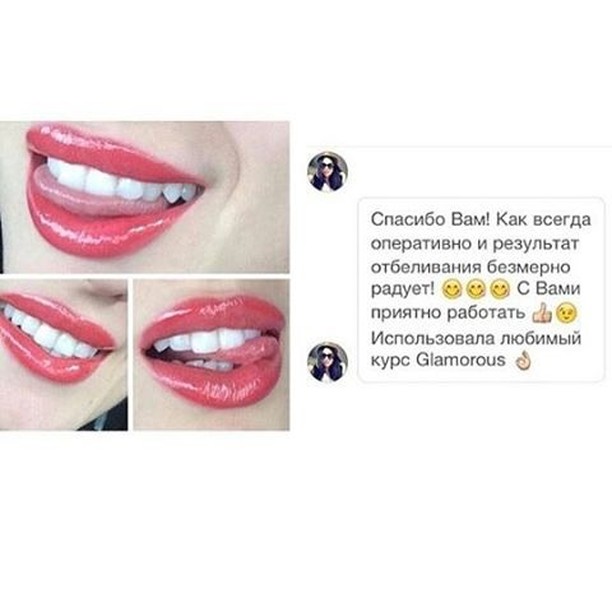 Спасибо Вам! Как всегда
оперативно и результат
отбеливания безмерно
радует! 😋😋😋 С Вами
приятно работать 👍😉
Использовала любимый
курс Glamorous 👌